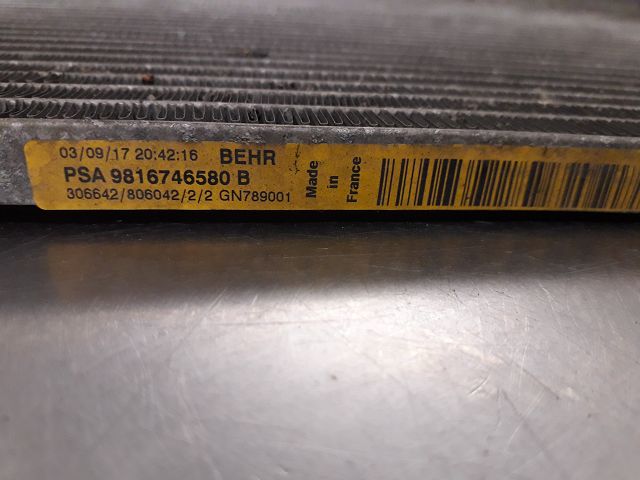 03/09/17 20:42:16 BEHR
PSA 9816746580 B
306642/806042/2/2 GN789001
Made
in
France